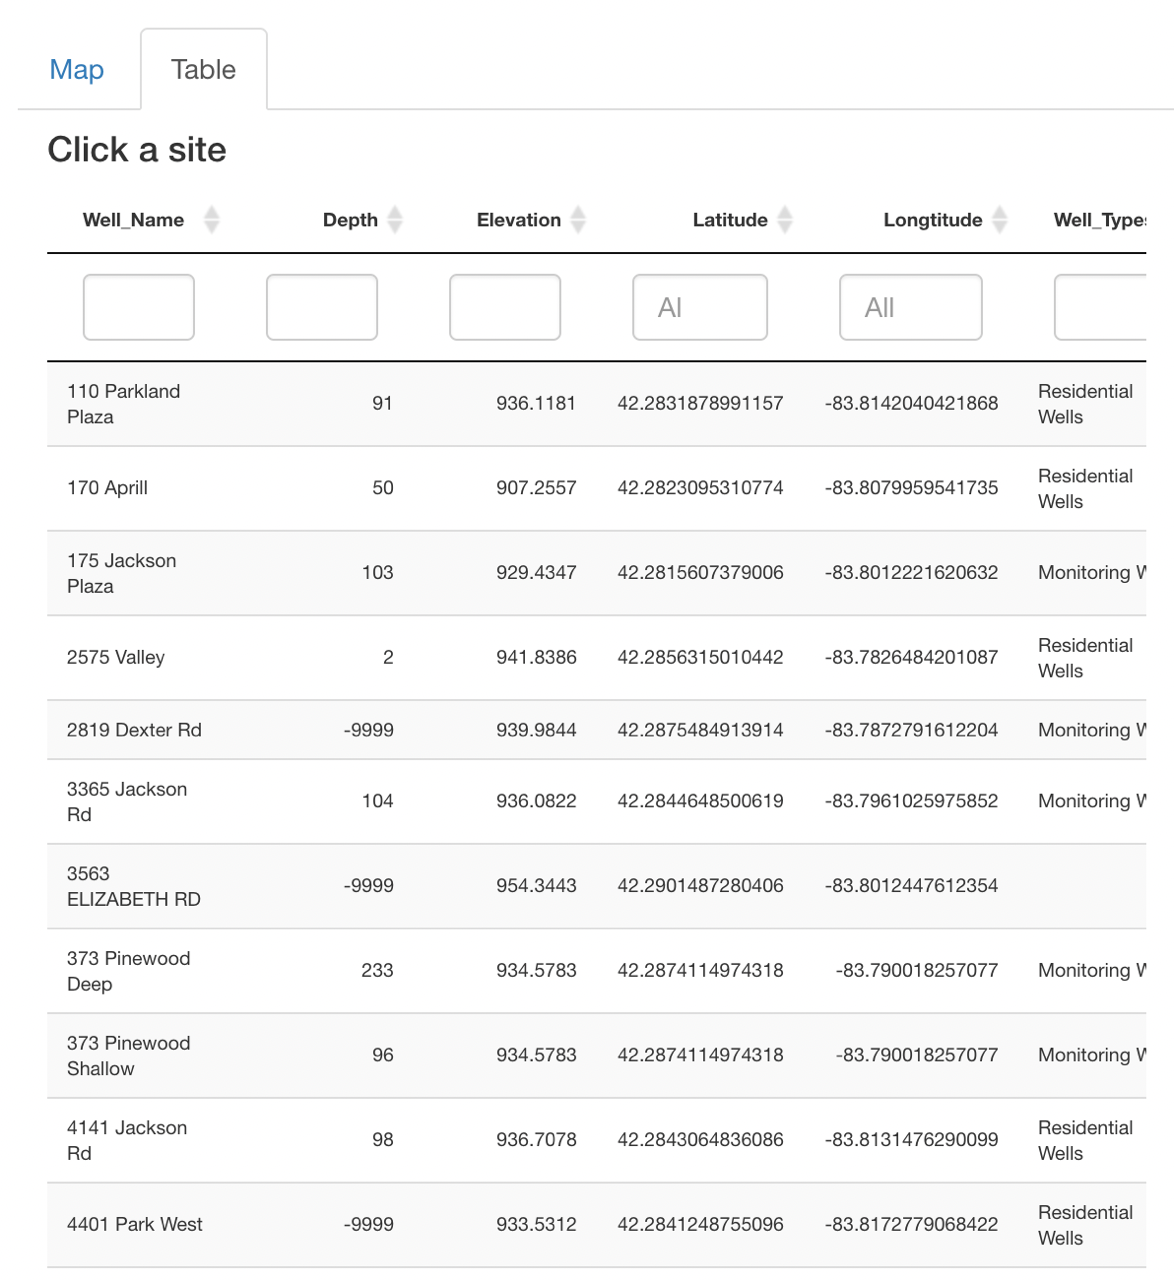 Map Table
Click a site
Well_Name Depth Elevation Latitude Longtitude Well_Types
Al All
110 Parkland
Plaza 91 936.1181 42.2831878991157 -83.8142040421868 Residential
Wells
170 Aprill 50 907.2557 42.2823095310774 -83.8079959541735 Residential
Wells
175 Jackson
Plaza 103 929.4347 42.2815607379006 -83.8012221620632 Monitoring W
2575 Valley 2 941.8386 42.2856315010442 -83.7826484201087 Residential
Wells
2819 Dexter Rd -9999 939.9844 42.2875484913914 -83.7872791612204 Monitoring W
3365 Jackson
Rd 104 936.0822 42.2844648500619 -83.7961025975852 Monitoring W
3563
ELIZABETH RD -9999 954.3443 42.2901487280406 -83.8012447612354
373 Pinewood
Deep 233 934.5783 42.2874114974318 -83.790018257077 Monitoring W
373 Pinewood
Shallow 96 934.5783 42.2874114974318 -83.790018257077 Monitoring W
4141 Jackson
Rd 98 936.7078 42.2843064836086 -83.8131476290099 Residential
Wells
4401 Park West -9999 933.5312 42.2841248755096 -83.8172779068422 Residential
Wells